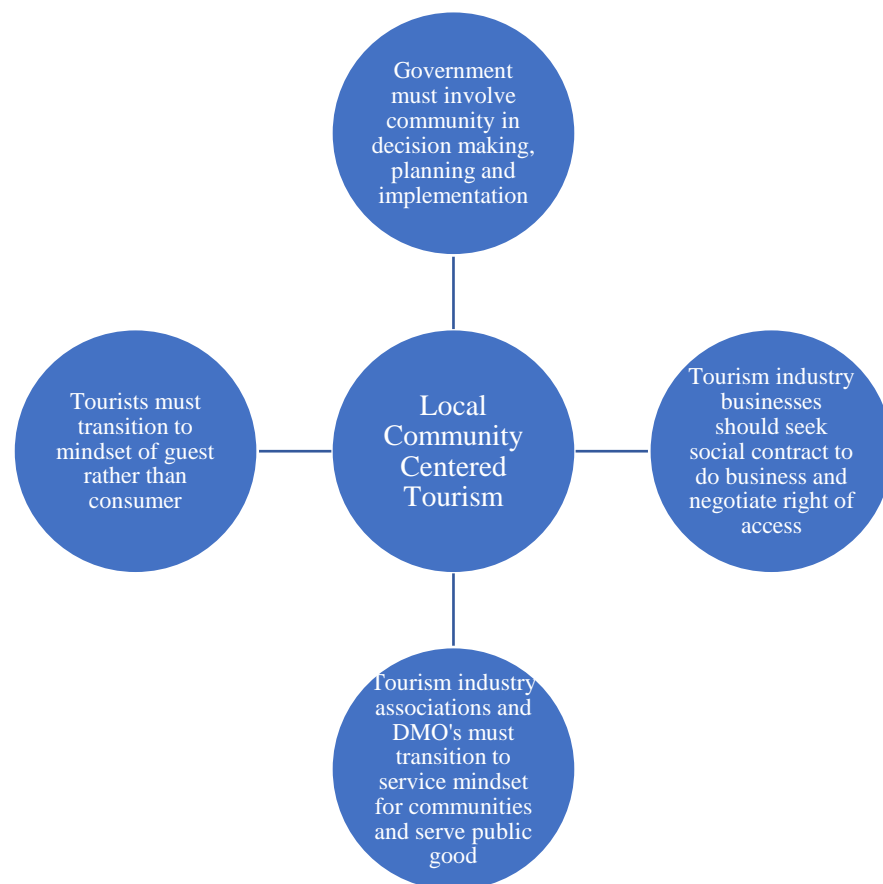 Government
must involve
community in
decision making,
planning and
implementation
Tourists must
transition to
mindset of guest
rather than
consumer
Local
Community
Centered
Tourism
Tourism industry
businesses
should seek
social contract to
do business and
negotiate right of
access
Tourism industry
associations and
DMO's must
transition to
service mindset
for communities
and serve public
good